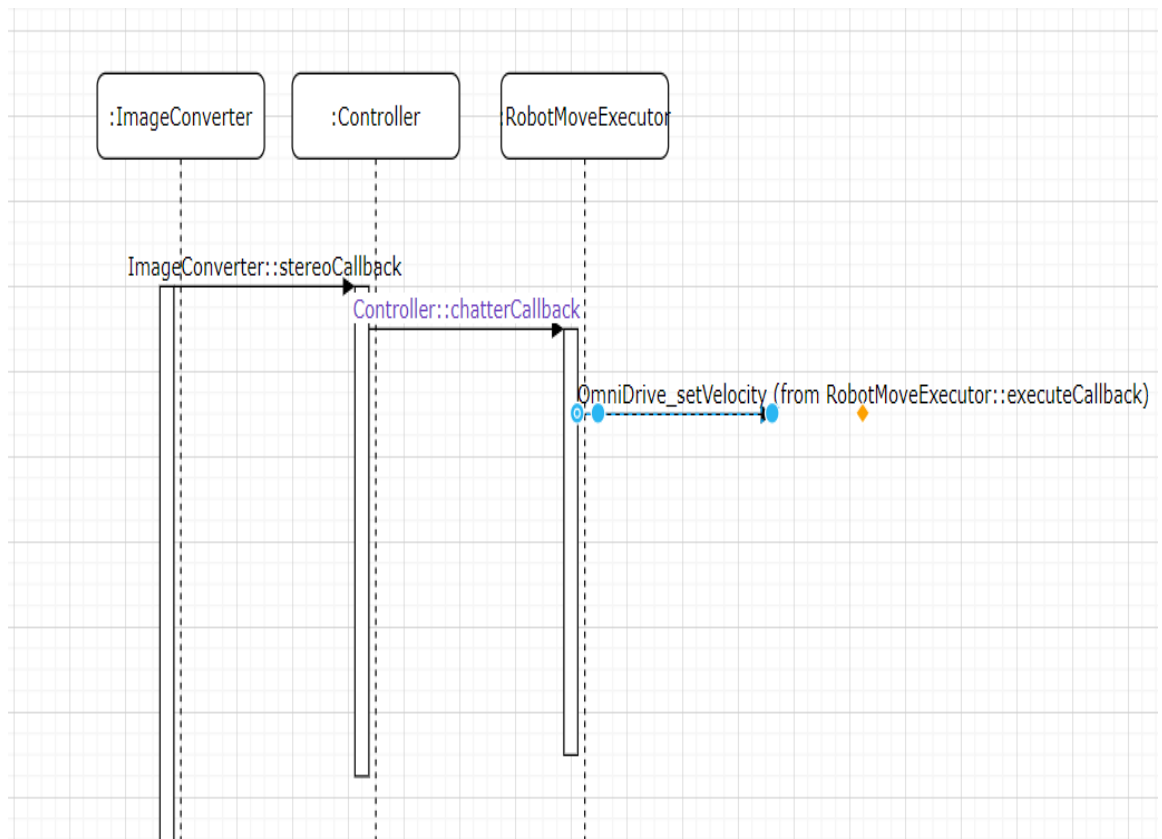 :ImageConverter
:Controller
:RobotMoveExecutor
ImageConverter::stereoCallback
Controller::chatterCallback
OmniDrive_setVelocity (from RobotMoveExecutor::executeCallback)